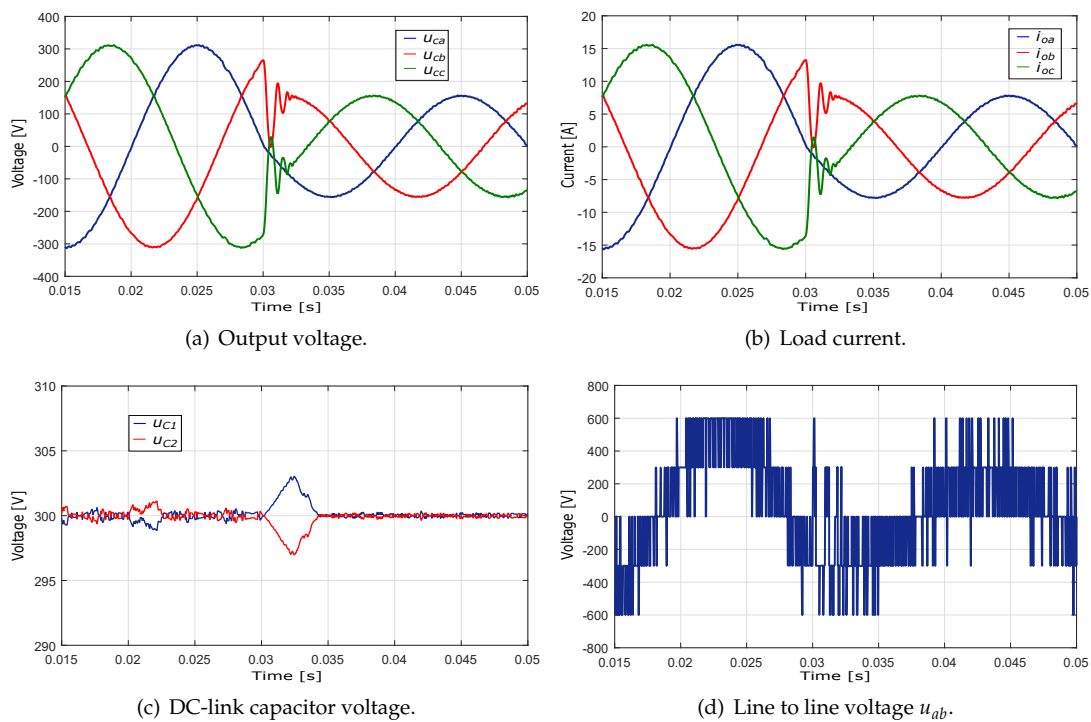 400
300
200
100
0
-100
-200
-300
-400
Voltage [V]
u_ca
u_cb
u_cc
0.015 0.02 0.025 0.03 0.035 0.04 0.045 0.05
Time [s]
(a) Output voltage.
20
15
10
5
0
-5
-10
-15
-20
Current [A]
i_oa
i_ob
i_oc
0.015 0.02 0.025 0.03 0.035 0.04 0.045 0.05
Time [s]
(b) Load current.
310
305
300
295
290
Voltage [V]
u_C1
u_C2
0.015 0.02 0.025 0.03 0.035 0.04 0.045 0.05
Time [s]
(c) DC-link capacitor voltage.
800
600
400
200
0
-200
-400
-600
-800
Voltage [V]
0.015 0.02 0.025 0.03 0.035 0.04 0.045 0.05
Time [s]
(d) Line to line voltage u_ab.